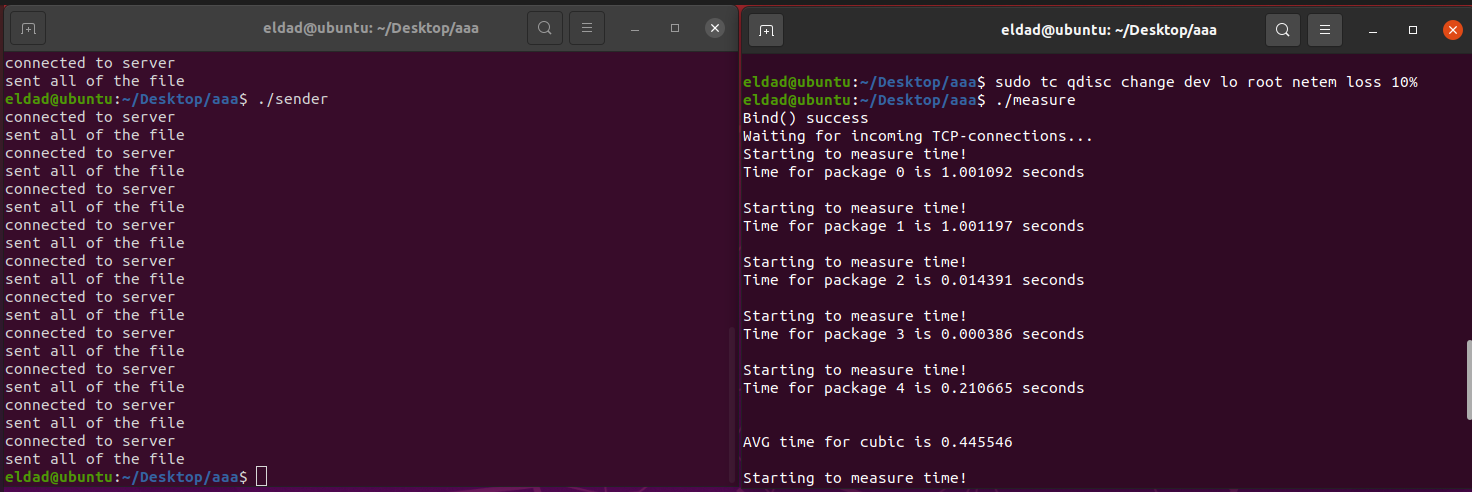 eldad@ubuntu: ~/Desktop/aaa
connected to server
sent all of the file
eldad@ubuntu:~/Desktop/aaa$ ./sender
connected to server
sent all of the file
connected to server
sent all of the file
connected to server
sent all of the file
connected to server
sent all of the file
connected to server
sent all of the file
connected to server
sent all of the file
connected to server
sent all of the file
connected to server
sent all of the file
connected to server
sent all of the file
connected to server
sent all of the file
eldad@ubuntu:~/Desktop/aaa$
eldad@ubuntu: ~/Desktop/aaa
eldad@ubuntu:~/Desktop/aaa$ sudo tc qdisc change dev lo root netem loss 10%
eldad@ubuntu:~/Desktop/aaa$ ./measure
Bind() success
Waiting for incoming TCP-connections...
Starting to measure time!
Time for package 0 is 1.001092 seconds
Starting to measure time!
Time for package 1 is 1.001197 seconds
Starting to measure time!
Time for package 2 is 0.014391 seconds
Starting to measure time!
Time for package 3 is 0.000386 seconds
Starting to measure time!
Time for package 4 is 0.210665 seconds
AVG time for cubic is 0.445546
Starting to measure time!